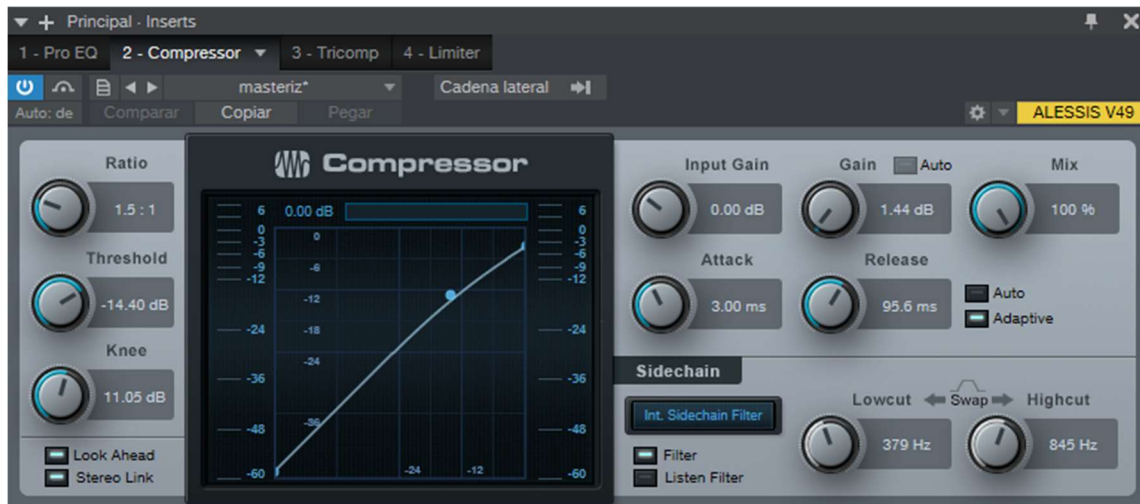 Principal - Inserts
1 - Pro EQ 2 - Compressor 3 - Tricomp 4 - Limiter
masteriz* Cadena lateral
Auto: de Comparar Copiar Pegar ALESSIS V49
Ratio
1.5 : 1
Threshold
-14.40 dB
Knee
11.05 dB
Look Ahead
Stereo Link
Compressor
6 0.00 dB 6
0 0 0
-3 -3
-6 -6 -6
-9 -9
-12 -12 -12
-18
-24 -24 -24
-36 -36 -36
-48 -48
-60 -24 -12 -60
Input Gain Gain Auto Mix
0.00 dB 1.44 dB 100 %
Attack Release
3.00 ms 95.6 ms Auto
Adaptive
Sidechain
Int. Sidechain Filter
Filter
Listen Filter
Lowcut Swap Highcut
379 Hz 845 Hz